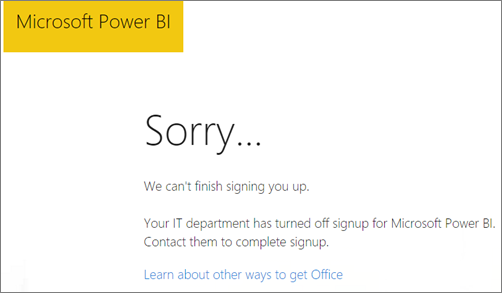 Microsoft Power BI
Sorry...
We can't finish signing you up.
Your IT department has turned off signup for Microsoft Power BI.
Contact them to complete signup.
Learn about other ways to get Office